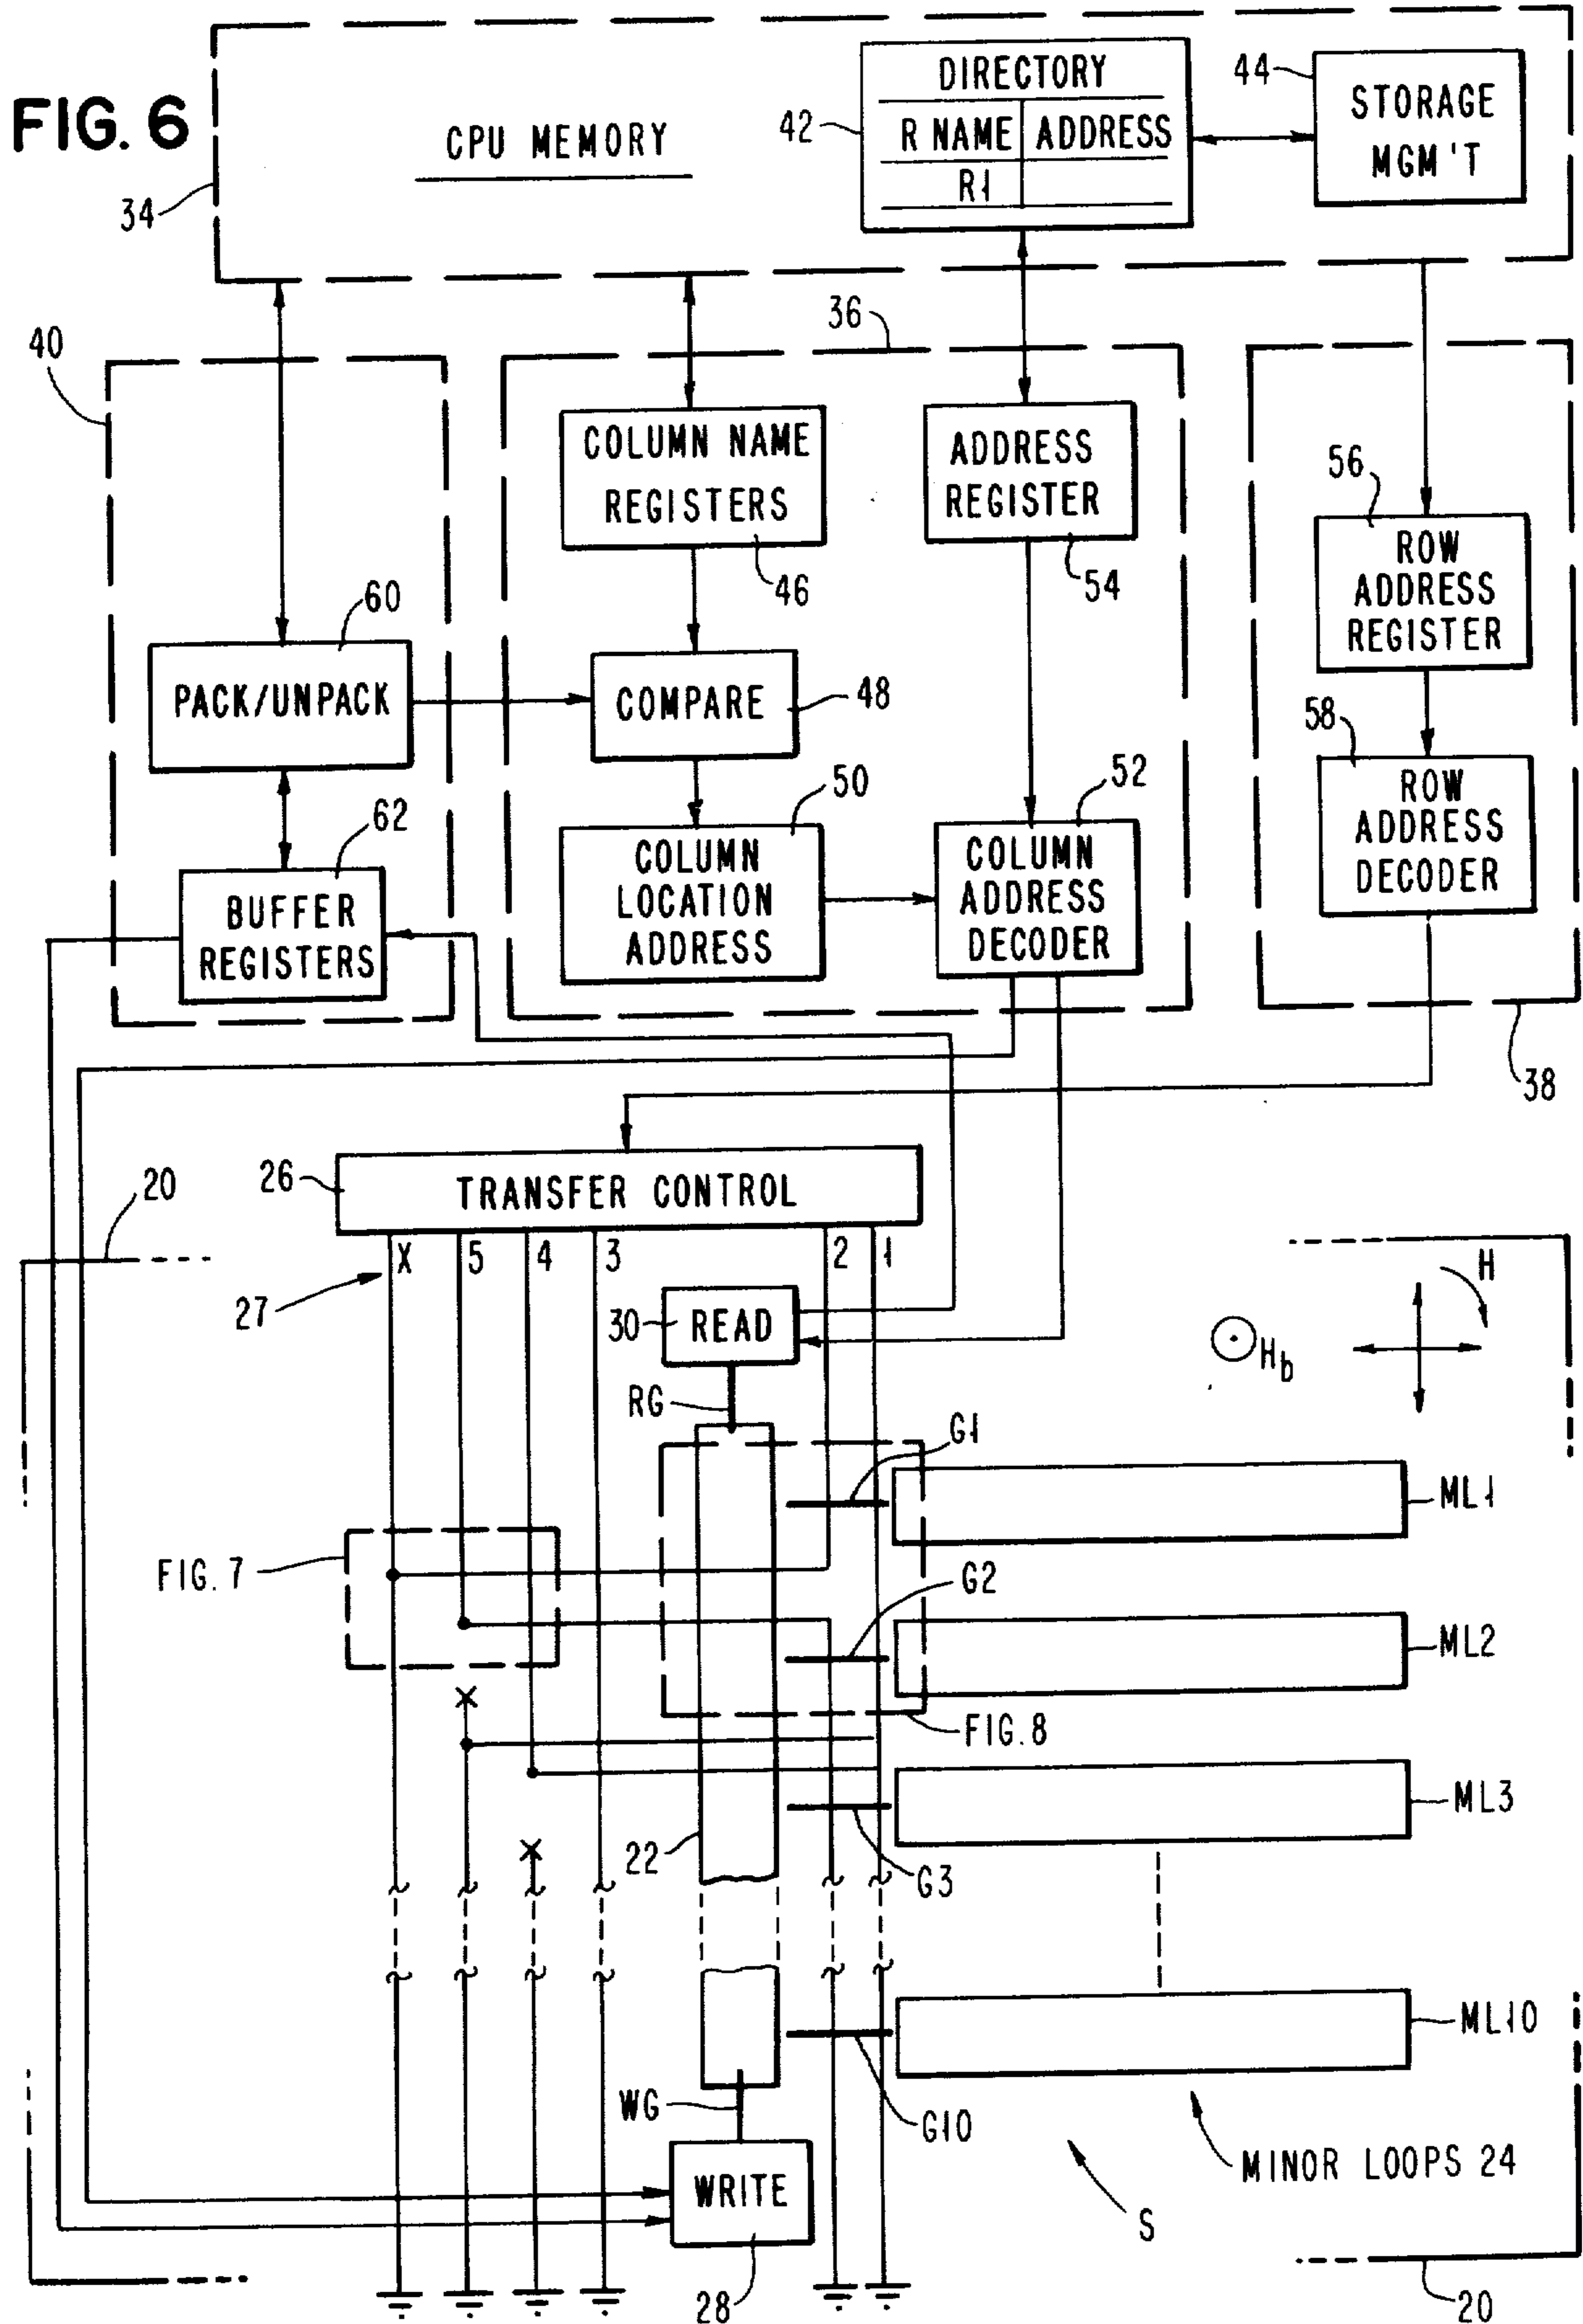 FIG. 6
CPU MEMORY
34
42
DIRECTORY
R NAME ADDRESS
R1
44
STORAGE
MGM'T
40
36
COLUMN NAME
REGISTERS
46
ADDRESS
REGISTER
54
56
ROW
ADDRESS
REGISTER
60
PACK/UNPACK
COMPARE
48
58
ROW
ADDRESS
DECODER
62
BUFFER
REGISTERS
50
COLUMN
LOCATION
ADDRESS
52
COLUMN
ADDRESS
DECODER
38
26
TRANSFER CONTROL
20
X 5 4 3 2 1
27
30
READ
H
Hb
RG
G1
ML1
FIG. 7
G2
ML2
FIG. 8
ML3
22
G3
ML10
WG
G10
MINOR LOOPS 24
WRITE
S
28
20